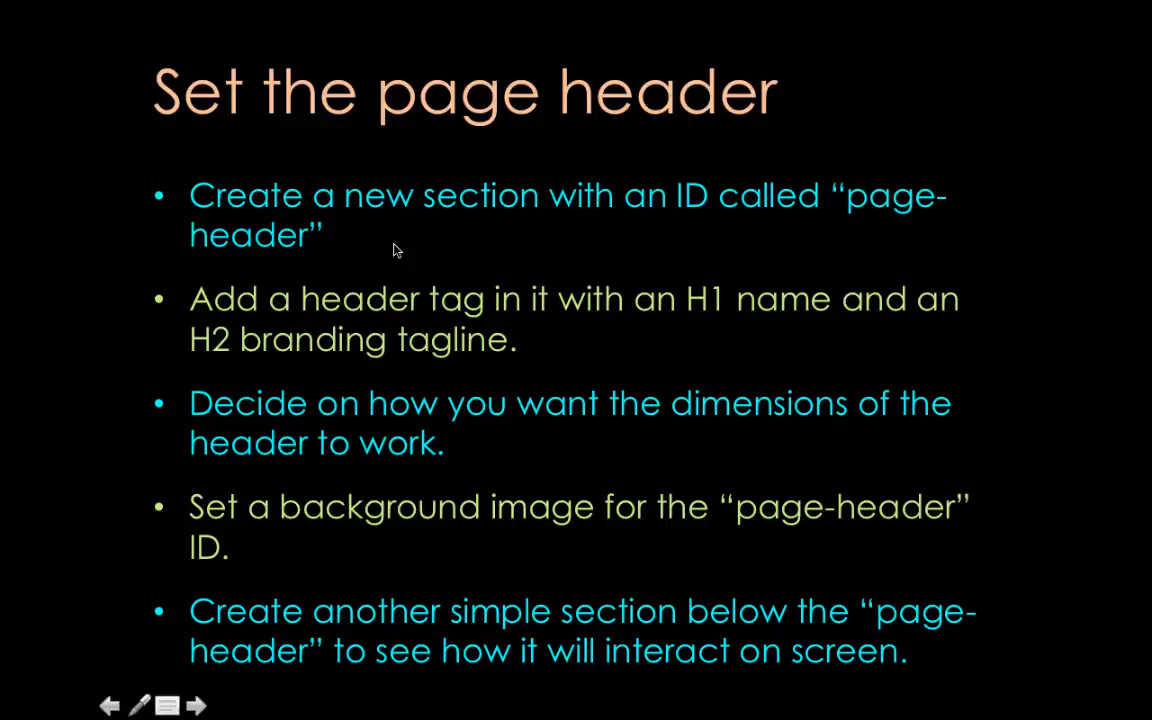 Set the page header
• Create a new section with an ID called “page-
header”
• Add a header tag in it with an H1 name and an
H2 branding tagline.
• Decide on how you want the dimensions of the
header to work.
• Set a background image for the “page-header”
ID.
• Create another simple section below the “page-
header” to see how it will interact on screen.